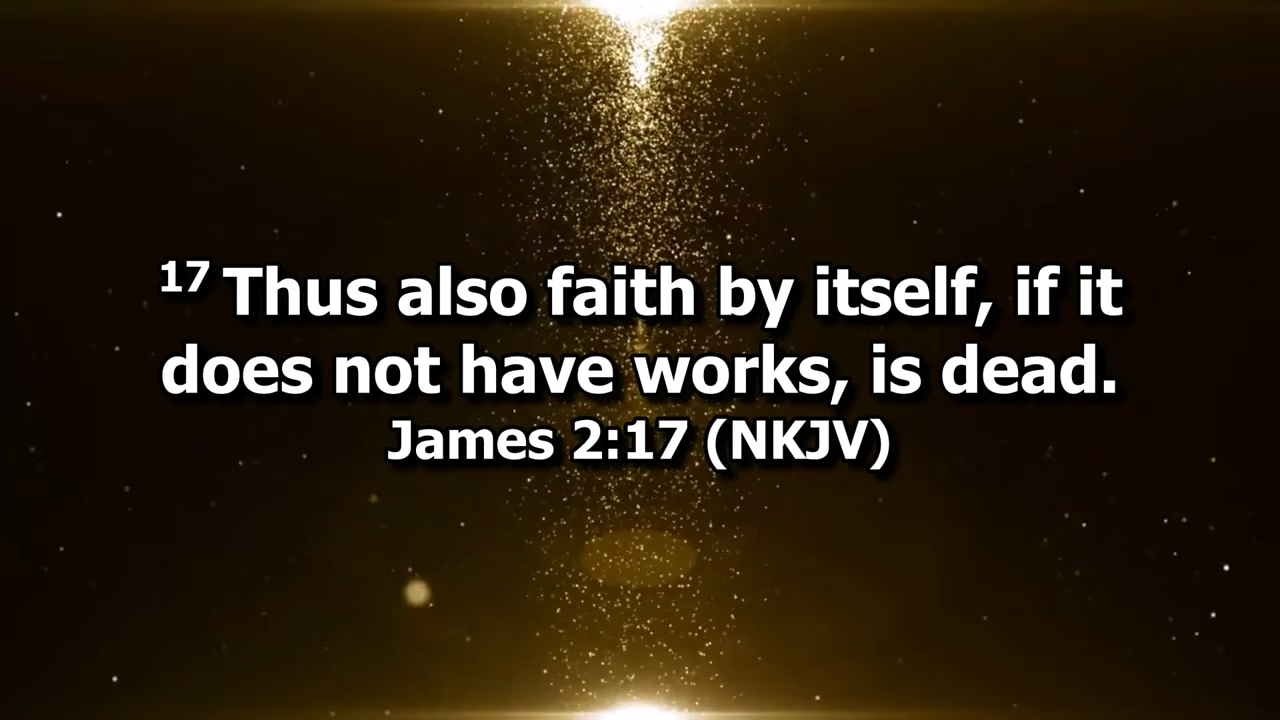 17 Thus also faith by itself, if it
does not have works, is dead.
James 2:17 (NKJV)